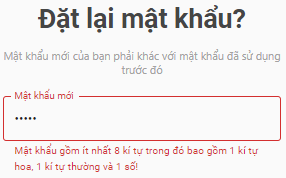 Đặt lại mật khẩu?
Mật khẩu mới của bạn phải khác với mật khẩu đã sử dụng
trước đó
Mật khẩu mới
•••••
Mật khẩu gồm ít nhất 8 kí tự trong đó bao gồm 1 kí tự
hoa, 1 kí tự thường và 1 số!